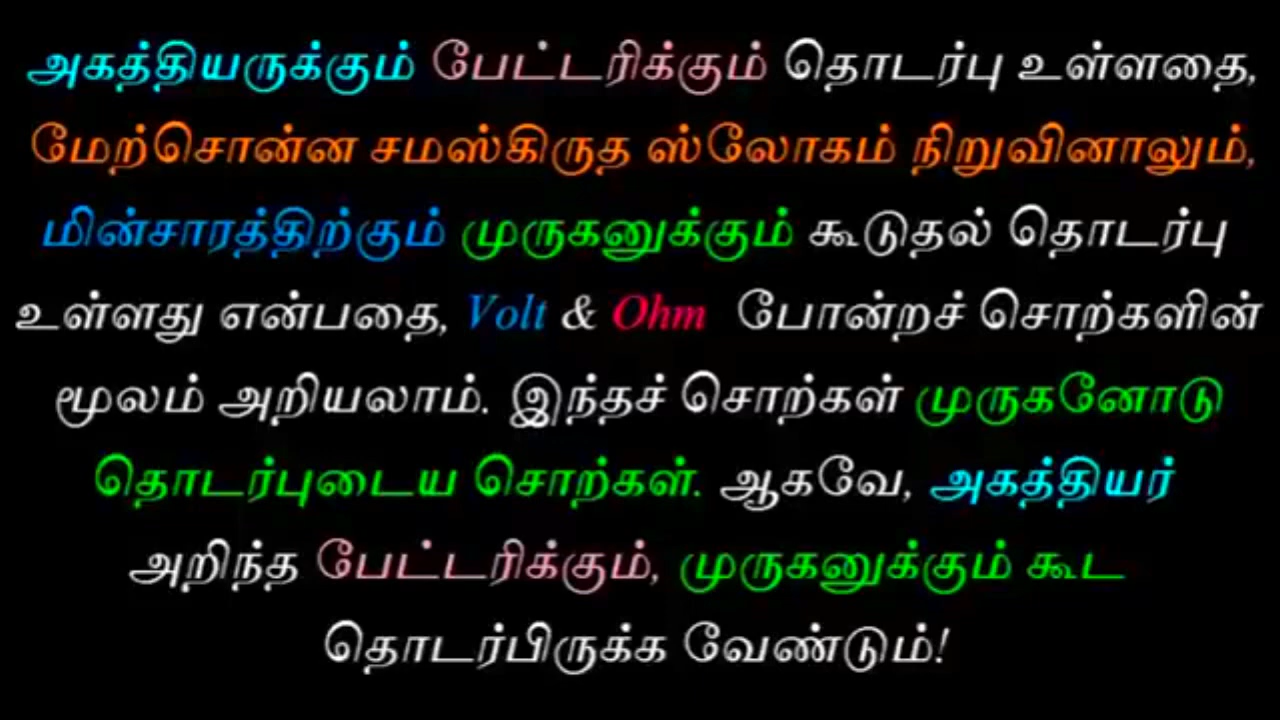 அகத்தியருக்கும் பேட்டரிக்கும் தொடர்பு உள்ளதை,
மேற்சொன்ன சமஸ்கிருத ஸ்லோகம் நிறுவினாலும்,
மின்சாரத்திற்கும் முருகனுக்கும் கூடுதல் தொடர்பு
உள்ளது என்பதை, Volt & Ohm போன்றச் சொற்களின்
மூலம் அறியலாம். இந்தச் சொற்கள் முருகனோடு
தொடர்புடைய சொற்கள். ஆகவே, அகத்தியர்
அறிந்த பேட்டரிக்கும், முருகனுக்கும் கூட
தொடர்பிருக்க வேண்டும்!